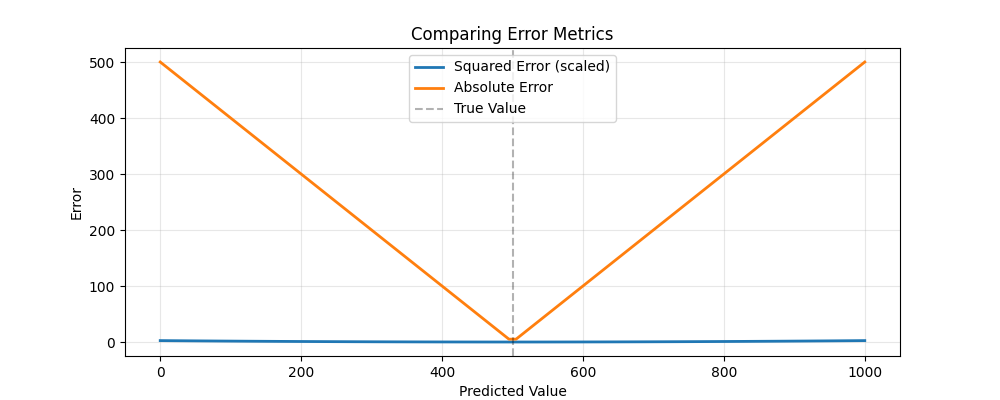 Comparing Error Metrics
Squared Error (scaled)
Absolute Error
True Value
500
400
300
200
100
0
Error
0 200 400 600 800 1000
Predicted Value